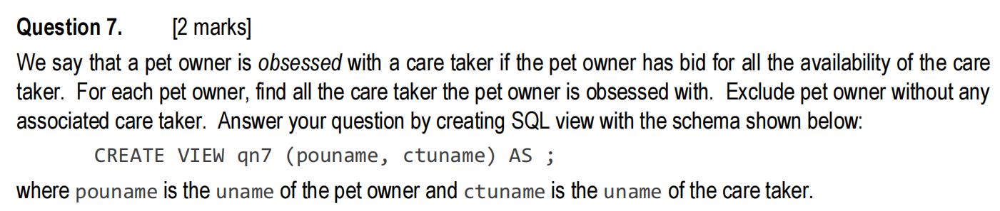 Question 7. [2 marks]
We say that a pet owner is obsessed with a care taker if the pet owner has bid for all the availability of the care
taker. For each pet owner, find all the care taker the pet owner is obsessed with. Exclude pet owner without any
associated care taker. Answer your question by creating SQL view with the schema shown below:
CREATE VIEW qn7 (pouname, ctuname) AS ;
where pouname is the uname of the pet owner and ctuname is the uname of the care taker.